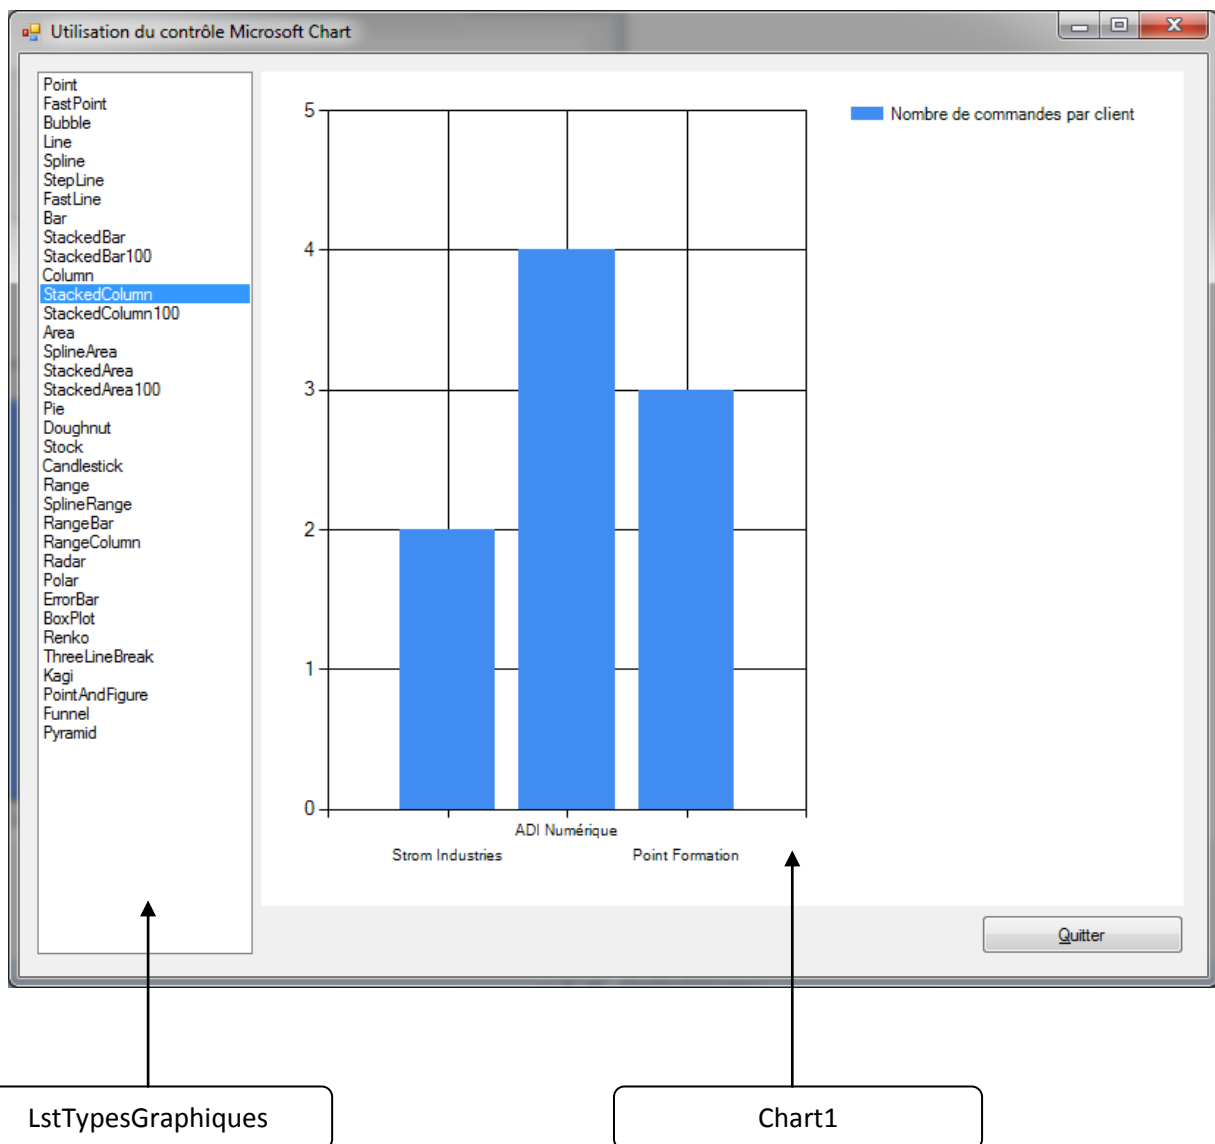 Utilisation du contrôle Microsoft Chart
Point
FastPoint
Bubble
Line
Spline
StepLine
FastLine
Bar
StackedBar
StackedBar100
Column
StackedColumn
StackedColumn100
Area
SplineArea
StackedArea
StackedArea100
Pie
Doughnut
Stock
Candlestick
Range
SplineRange
RangeBar
RangeColumn
Radar
Polar
ErrorBar
BoxPlot
Renko
ThreeLineBreak
Kagi
PointAndFigure
Funnel
Pyramid
5
4
3
2
1
0
ADI Numérique
Strom Industries
Point Formation
Nombre de commandes par client
Quitter
LstTypesGraphiques
Chart1